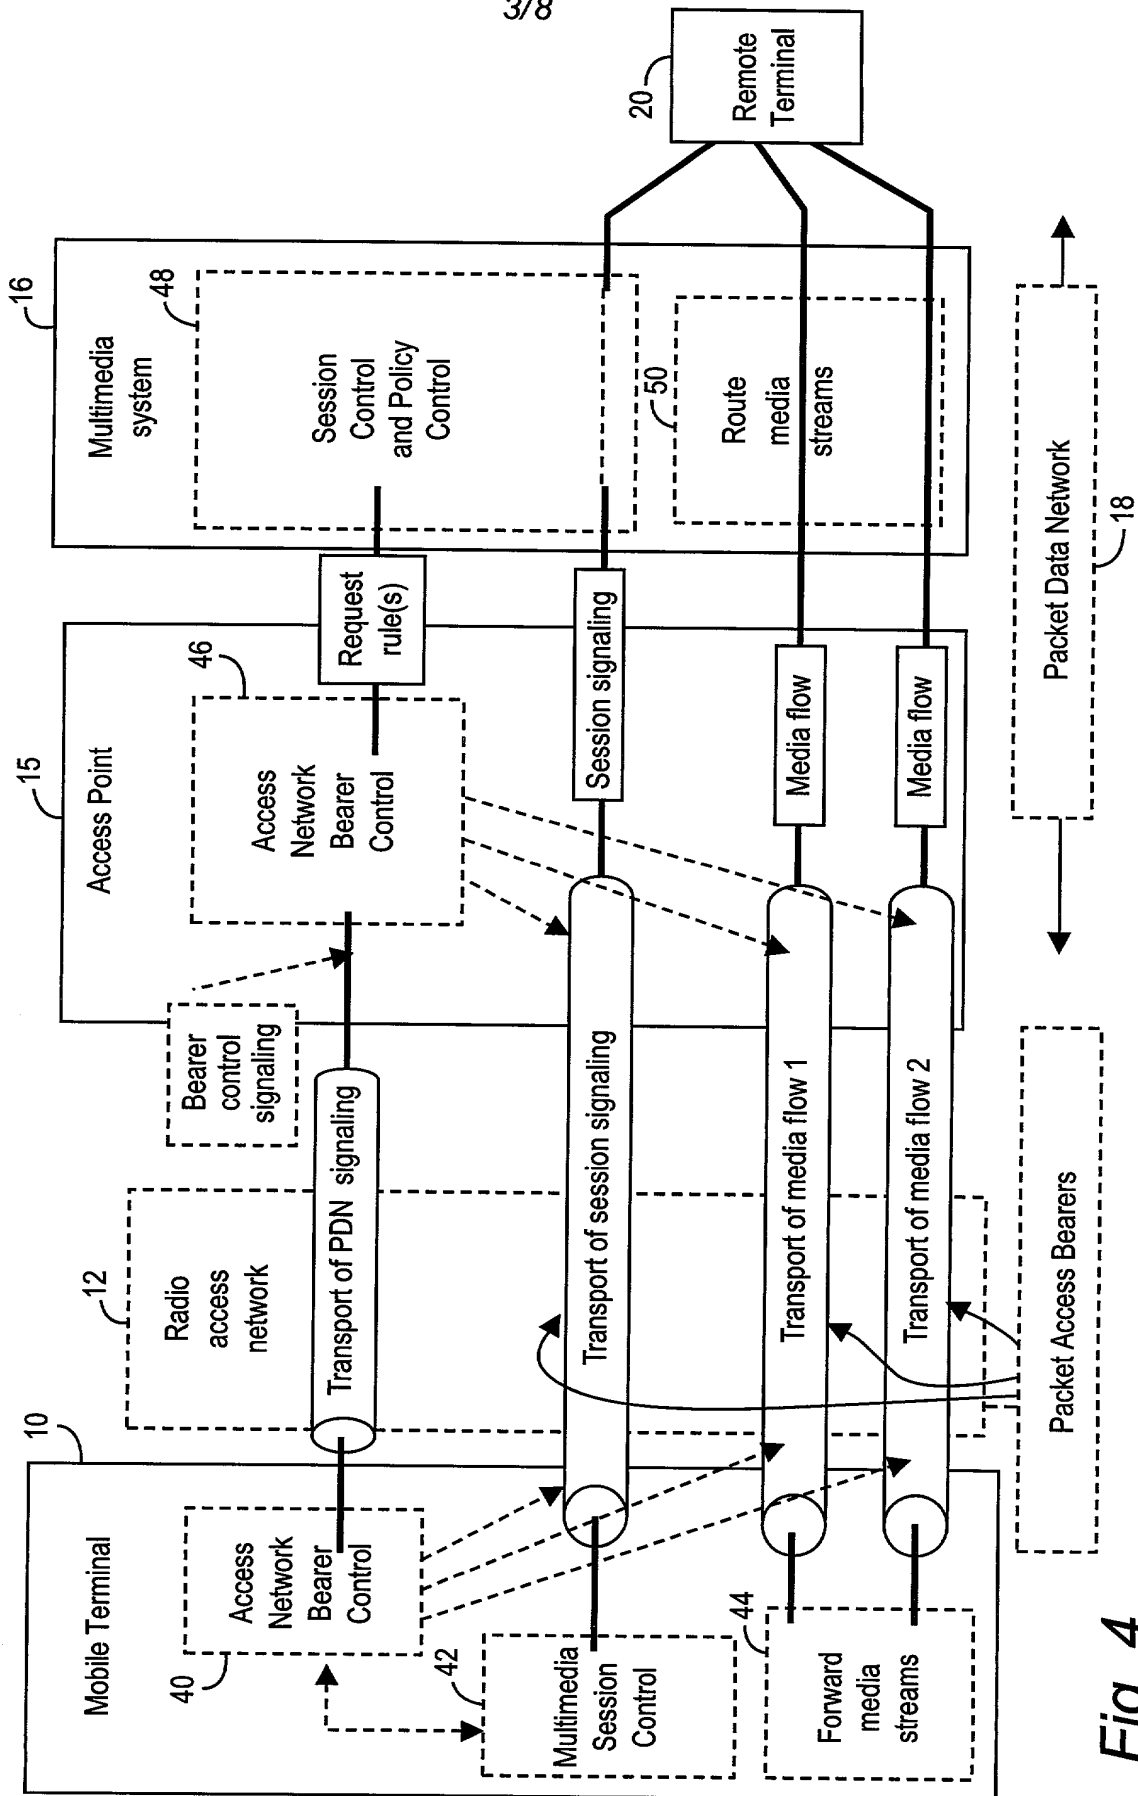 3/8
10
Mobile Terminal
40
Access
Network
Bearer
Control
42
Multimedia
Session
Control
44
Forward
media
streams
12
Radio
access
network
Transport of PDN signaling
Bearer
control
signaling
Transport of session signaling
Transport of media flow 1
Transport of media flow 2
Packet Access Bearers
15
Access Point
46
Access
Network
Bearer
Control
Request
rule(s)
Session signaling
Media flow
Media flow
16
Multimedia
system
48
Session
Control
and Policy
Control
50
Route
media
streams
Packet Data Network
18
20
Remote
Terminal
Fig. 4